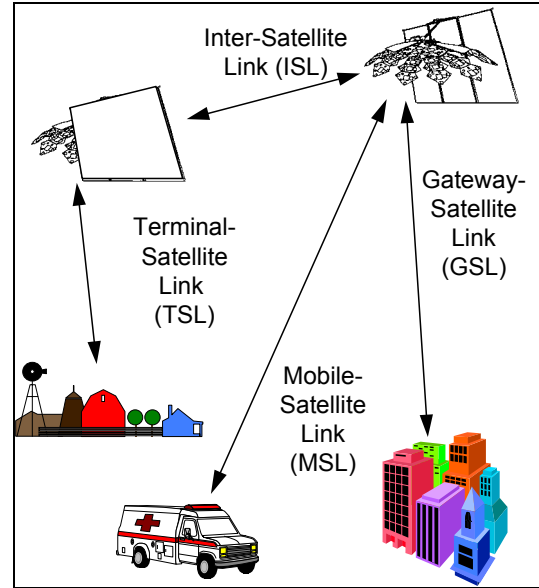 Inter-Satellite
Link (ISL)
Gateway-
Satellite
Link
(GSL)
Terminal-
Satellite
Link
(TSL)
Mobile-
Satellite
Link
(MSL)